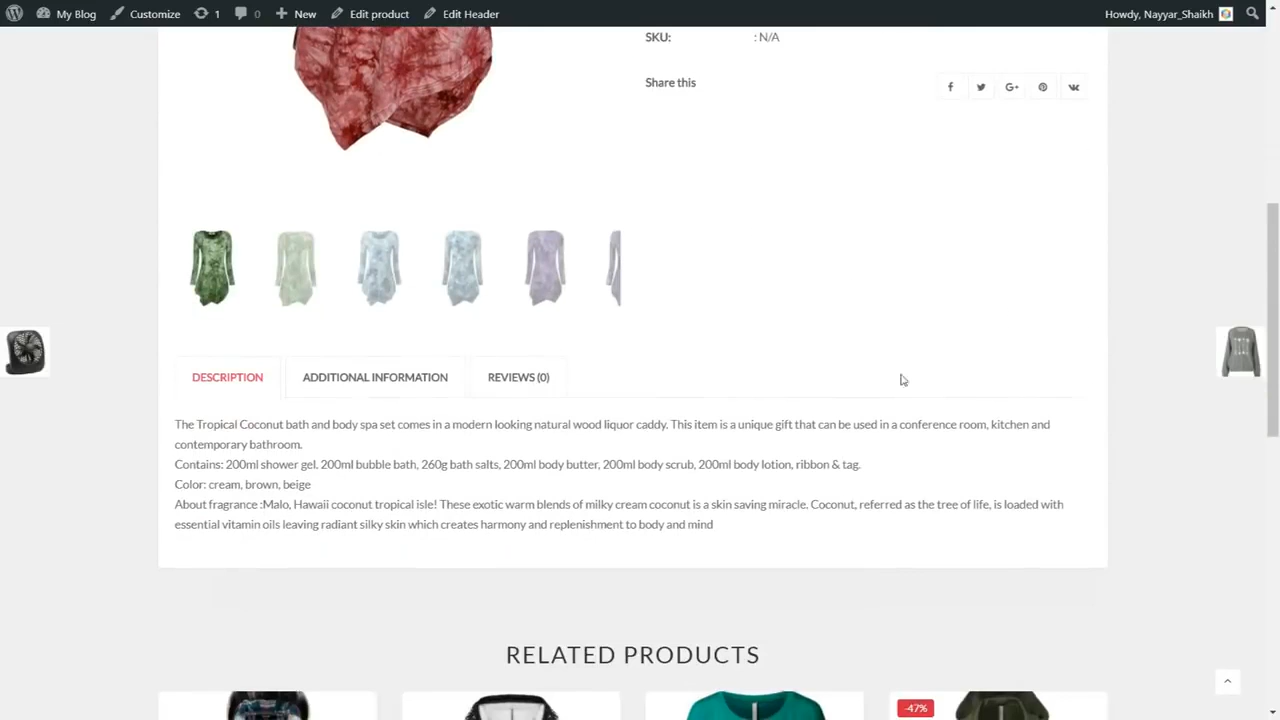 My Blog Customize 1 0 New Edit product Edit Header Howdy, Nayyar_Shaikh
SKU: : N/A
Share this
DESCRIPTION ADDITIONAL INFORMATION REVIEWS (0)
The Tropical Coconut bath and body spa set comes in a modern looking natural wood liquor caddy. This item is a unique gift that can be used in a conference room, kitchen and
contemporary bathroom.
Contains: 200ml shower gel. 200ml bubble bath, 260g bath salts, 200ml body butter, 200ml body scrub, 200ml body lotion, ribbon & tag.
Color: cream, brown, beige
About fragrance :Malo, Hawaii coconut tropical isle! These exotic warm blends of milky cream coconut is a skin saving miracle. Coconut, referred as the tree of life, is loaded with
essential vitamin oils leaving radiant silky skin which creates harmony and replenishment to body and mind
RELATED PRODUCTS
-47%